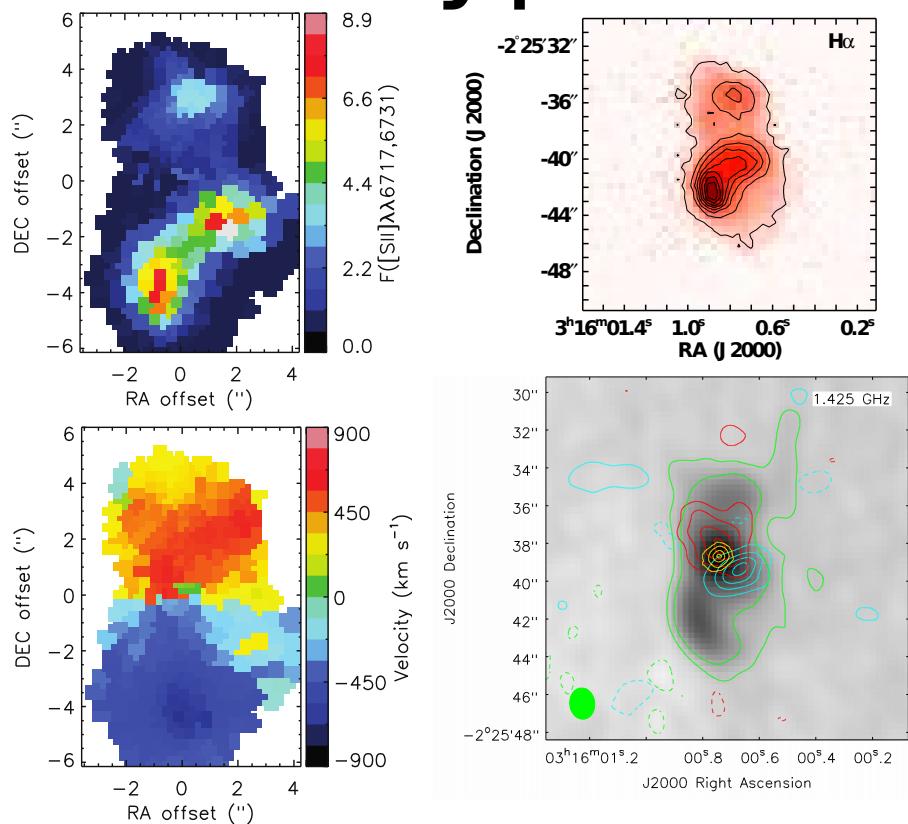 8.9
6.6
4.4
2.2
0.0
F([SII]λλ6717,6731)
6
4
2
0
−2
−4
−6
DEC offset (")
−2 0 2 4
RA offset (")
-2°25′32″
-36″
-40″
-44″
-48″
Declination (J 2000)
Hα
3ʰ16ᵐ01.4ˢ 1.0ˢ 0.6ˢ 0.2ˢ
RA (J 2000)
900
450
0
−450
−900
Velocity (km s⁻¹)
6
4
2
0
−2
−4
−6
DEC offset (")
−2 0 2 4
RA offset (")
1.425 GHz
30''
32''
34''
36''
38''
40''
42''
44''
46''
−2°25'48''
J2000 Declination
03ʰ16ᵐ01ˢ.2 00ˢ.8 00ˢ.6 00ˢ.4 00ˢ.2
J2000 Right Ascension